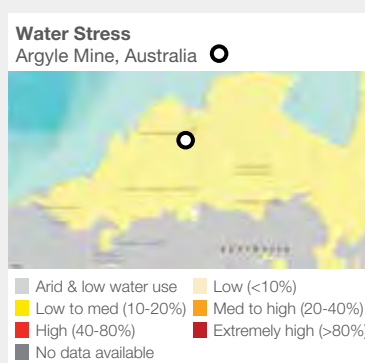 Water Stress
Argyle Mine, Australia
Arid & low water use
Low (<10%)
Low to med (10-20%)
Med to high (20-40%)
High (40-80%)
Extremely high (>80%)
No data available